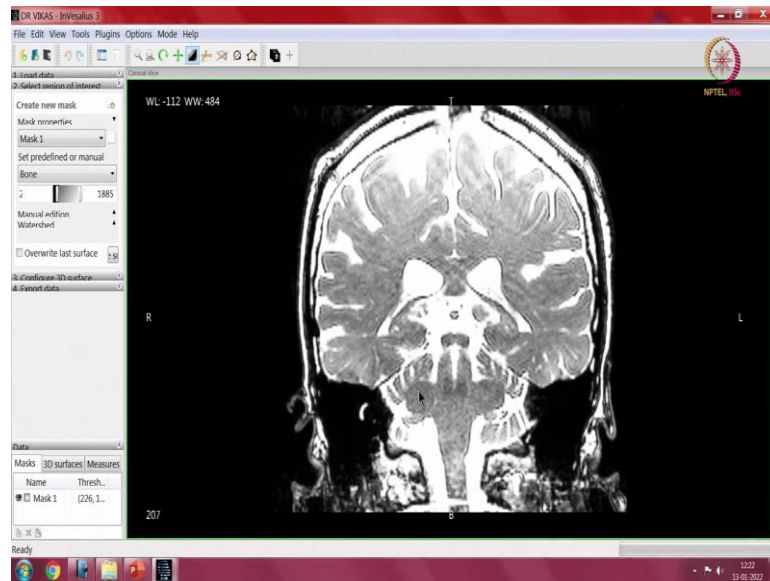 DR VIKAS - InVesalius 3
File Edit View Tools Plugins Options Mode Help
1. Load data
2. Select region of interest
Create new mask
Mask properties
Mask 1
Set predefined or manual
Bone
2 1885
Manual edition
Watershed
Overwrite last surface
3. Configure 3D surface
4. Export data
Data
Masks 3D surfaces Measures
Name Thresh..
Mask 1 (226, 1..
Ready
Coronal slice
WL: -112 WW: 484
T
R
L
207
B
NPTEL, IISc
12:22
13-01-2022